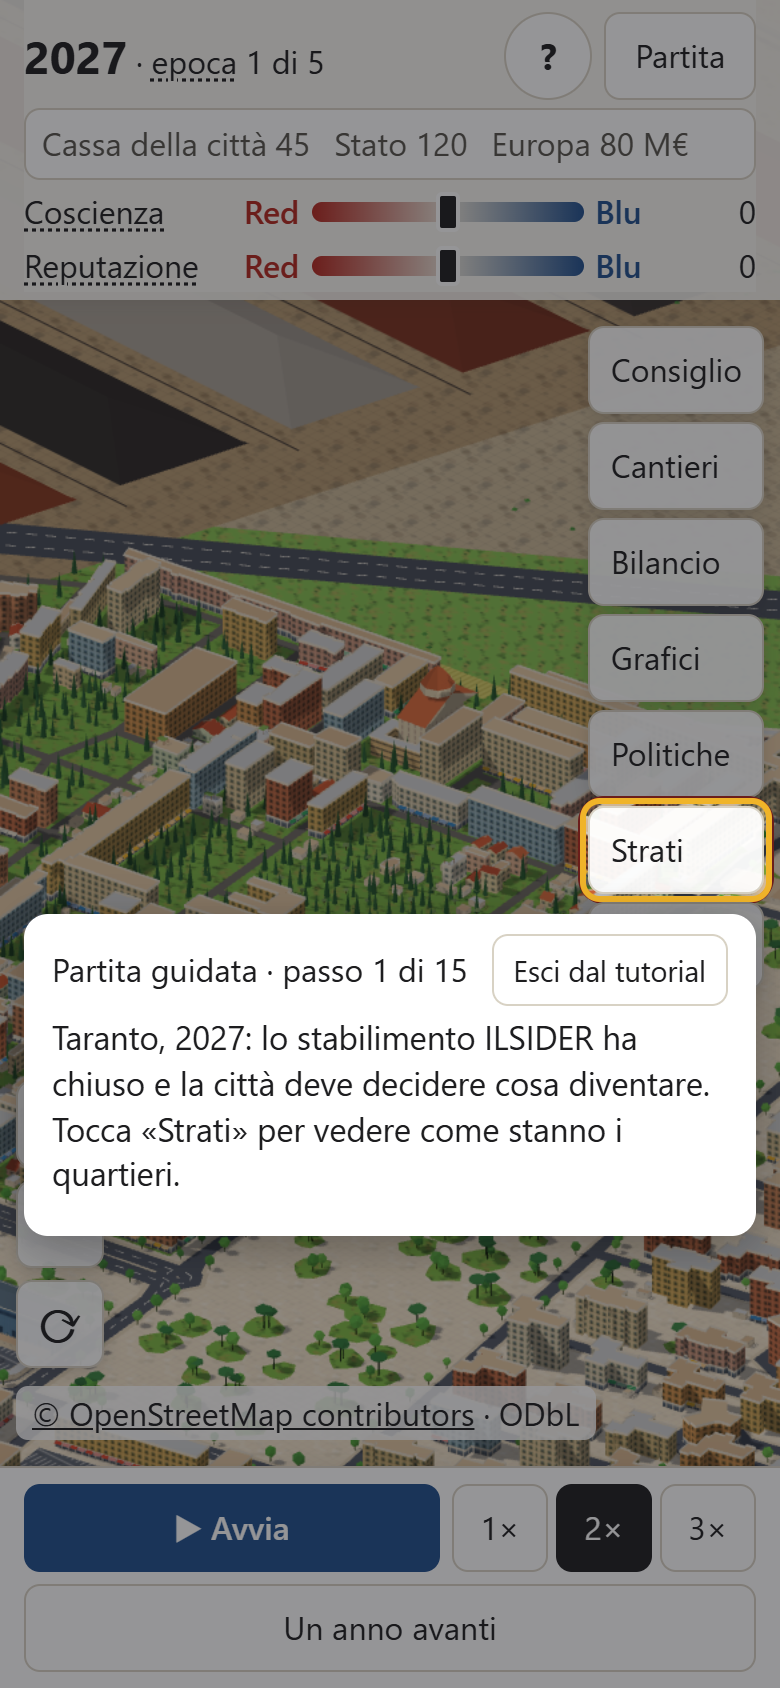 2027 · epoca 1 di 5
?
Partita
Cassa della città 45 Stato 120 Europa 80 M€
Coscienza Red Blu 0
Reputazione Red Blu 0
Consiglio
Cantieri
Bilancio
Grafici
Politiche
Strati
Partita guidata · passo 1 di 15
Esci dal tutorial
Taranto, 2027: lo stabilimento ILSIDER ha
chiuso e la città deve decidere cosa diventare.
Tocca «Strati» per vedere come stanno i
quartieri.
© OpenStreetMap contributors · ODbL
▶ Avvia
1×
2×
3×
Un anno avanti